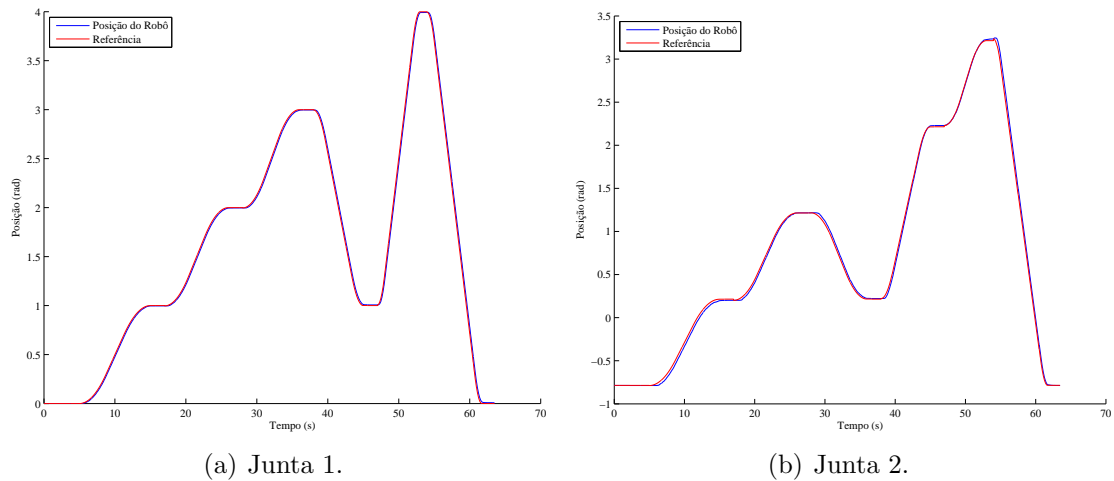 4
3.5
3
2.5
2
1.5
1
0.5
0
Posição (rad)
Posição do Robô
Referência
0 10 20 30 40 50 60 70
Tempo (s)
(a) Junta 1.
3.5
3
2.5
2
1.5
1
0.5
0
−0.5
−1
Posição (rad)
Posição do Robô
Referência
0 10 20 30 40 50 60 70
Tempo (s)
(b) Junta 2.